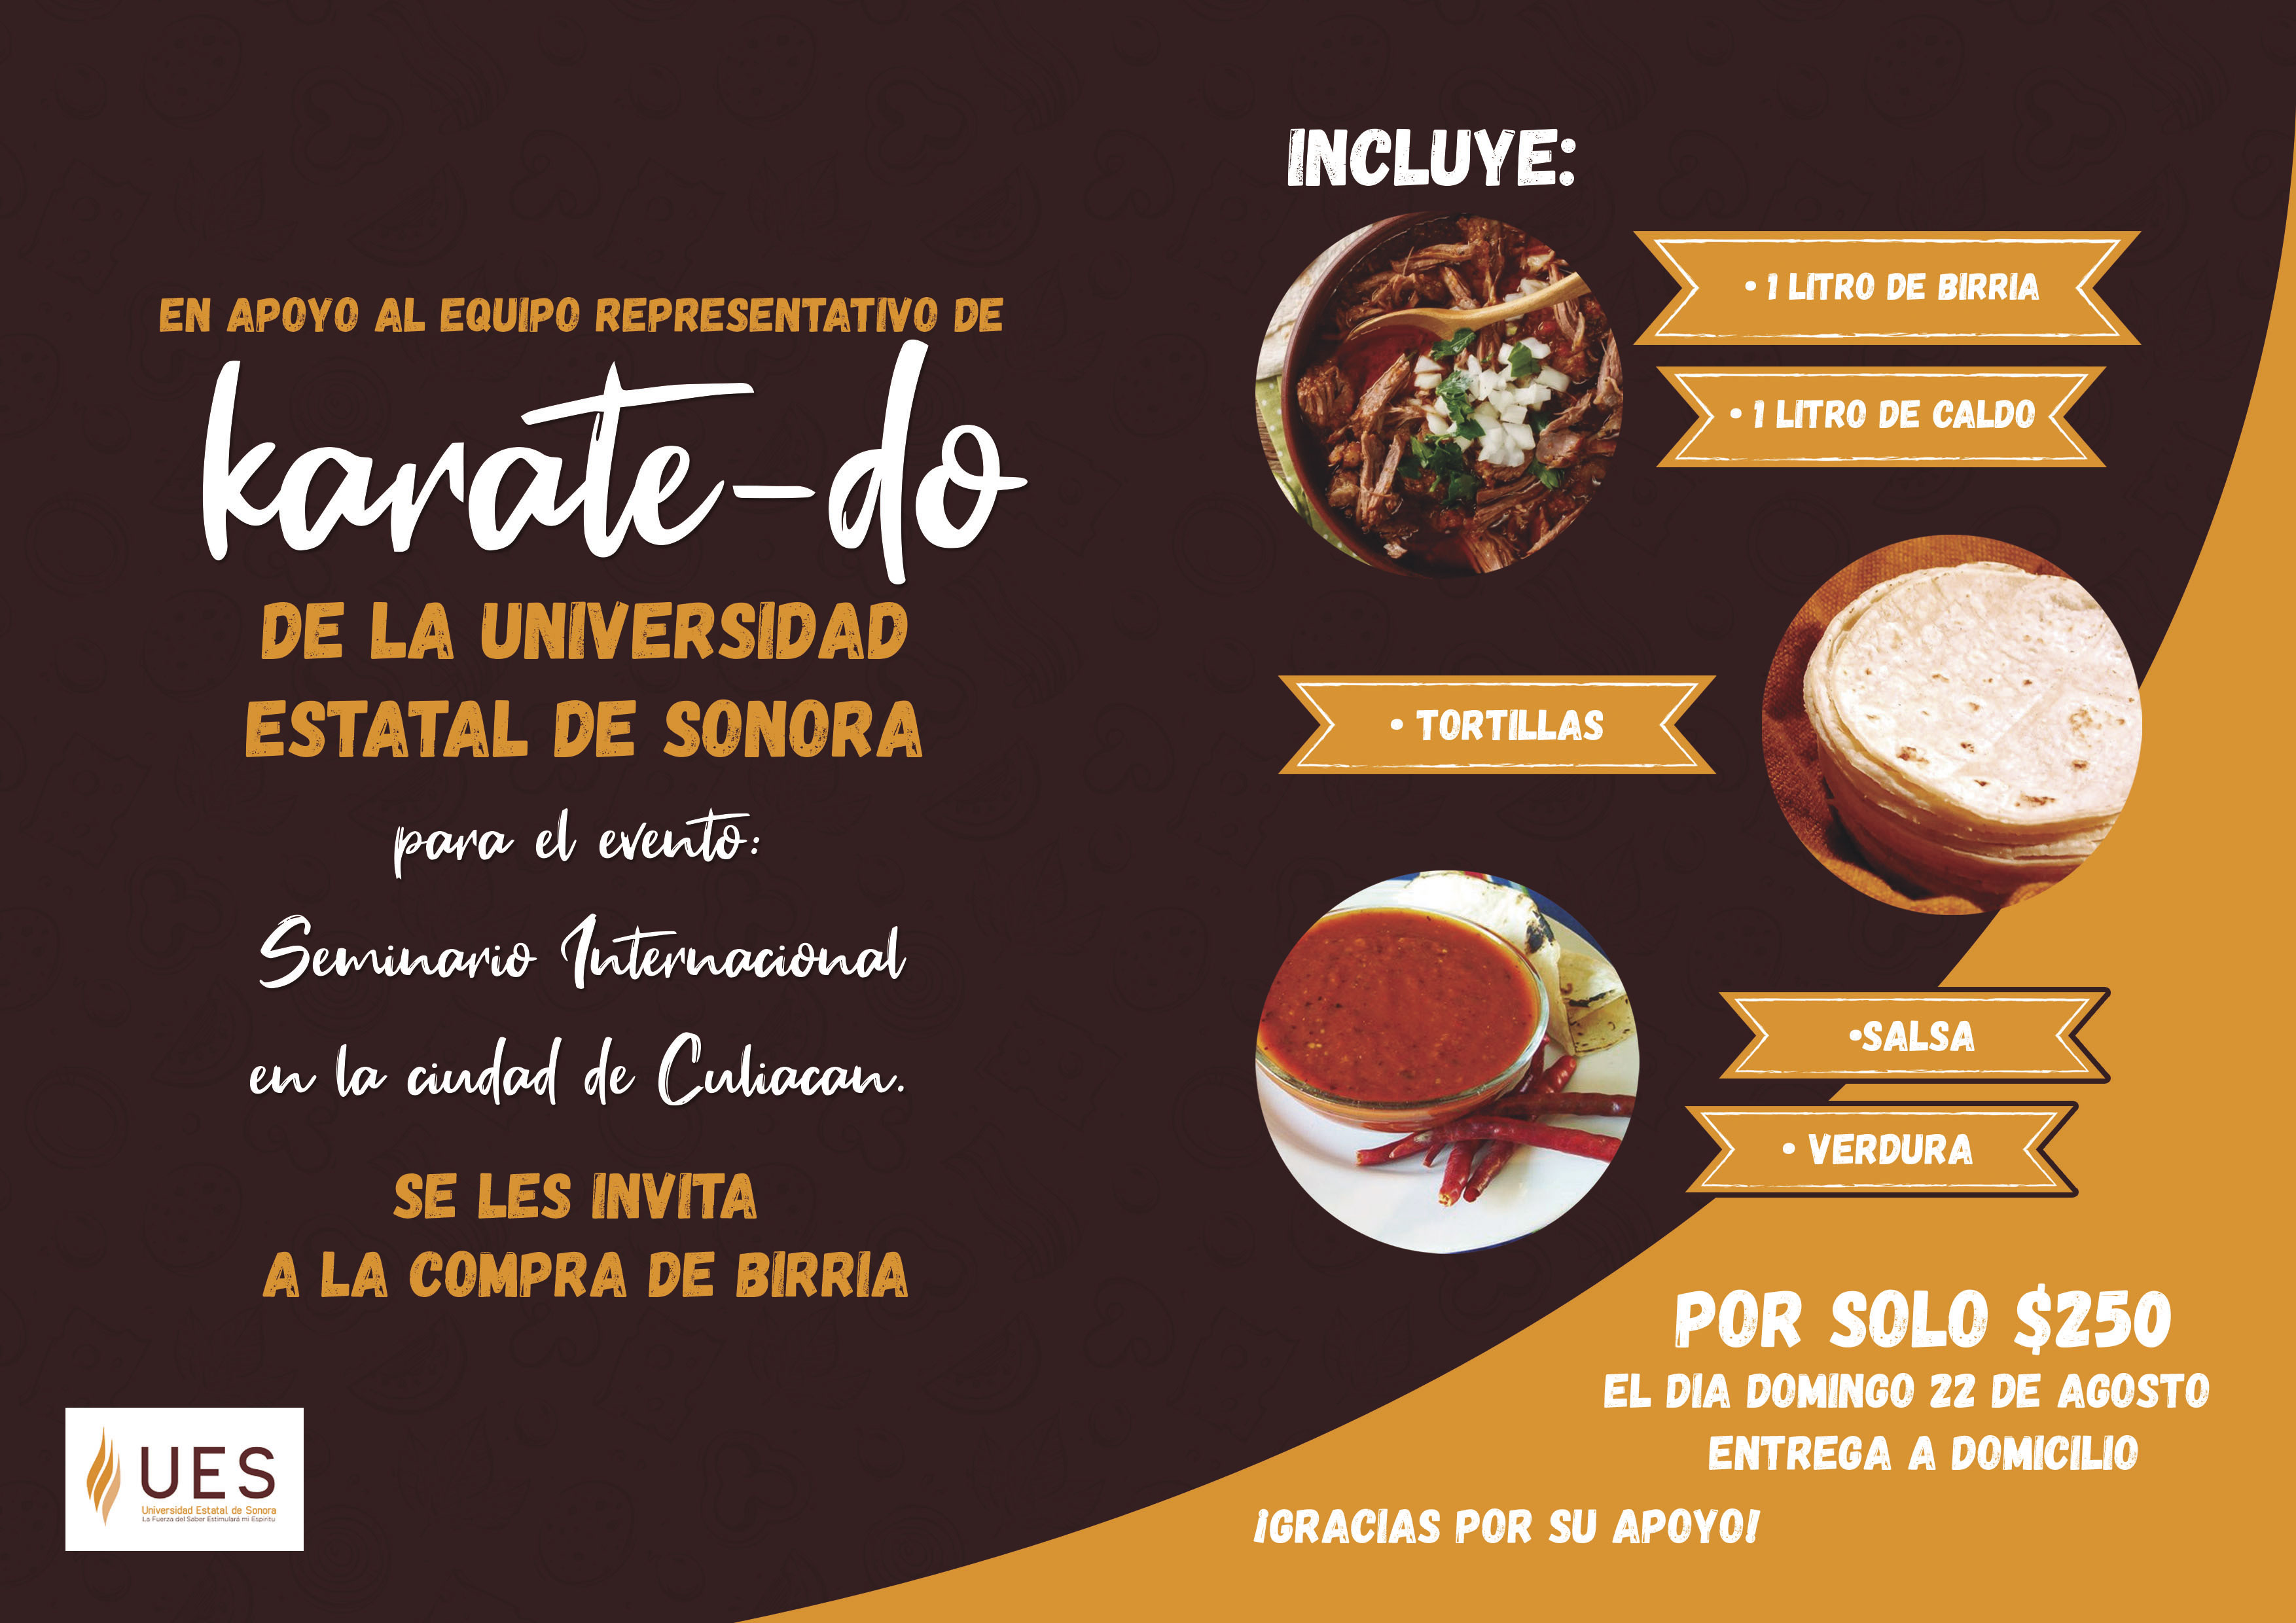 EN APOYO AL EQUIPO REPRESENTATIVO DE
karate-do
DE LA UNIVERSIDAD
ESTATAL DE SONORA
para el evento:
Seminario Internacional
en la ciudad de Culiacan.
SE LES INVITA
A LA COMPRA DE BIRRIA
UES
Universidad Estatal de Sonora
La Fuerza del Saber Estimulará mi Espíritu
INCLUYE:
• 1 LITRO DE BIRRIA
• 1 LITRO DE CALDO
• TORTILLAS
•SALSA
• VERDURA
POR SOLO $250
EL DIA DOMINGO 22 DE AGOSTO
ENTREGA A DOMICILIO
¡GRACIAS POR SU APOYO!